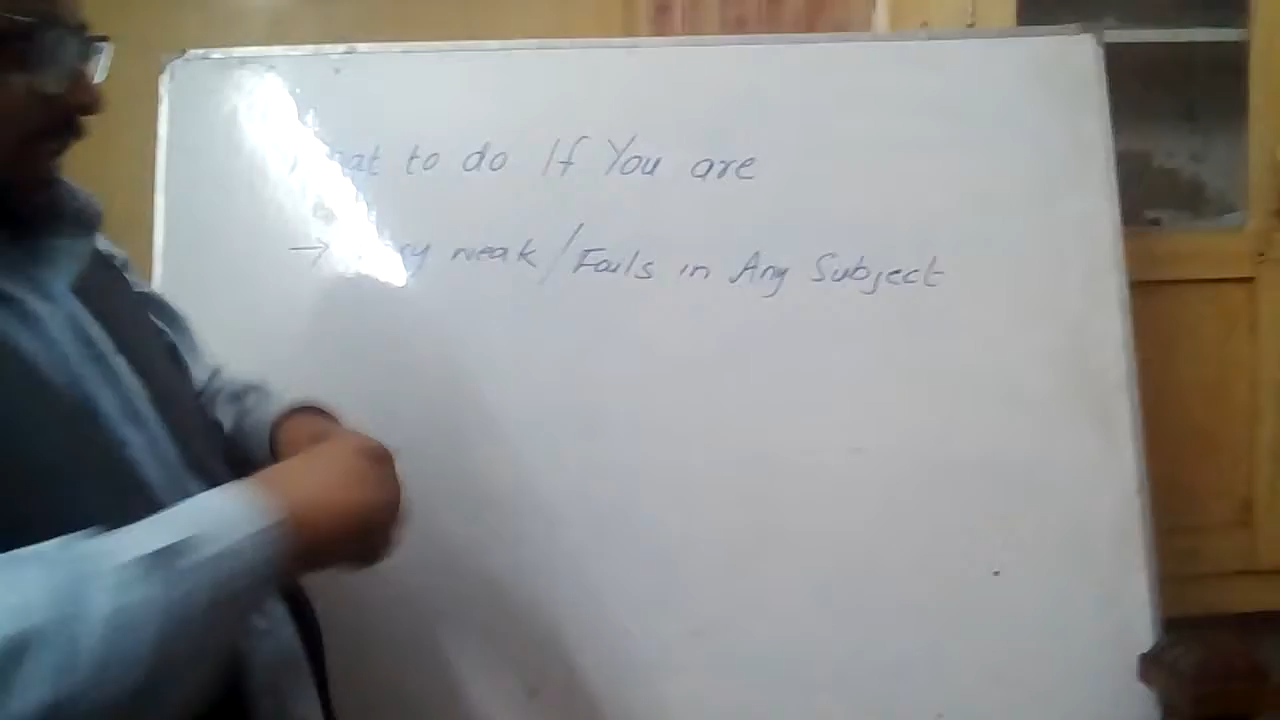 to do If You are
→ weak / Fails in Any Subject